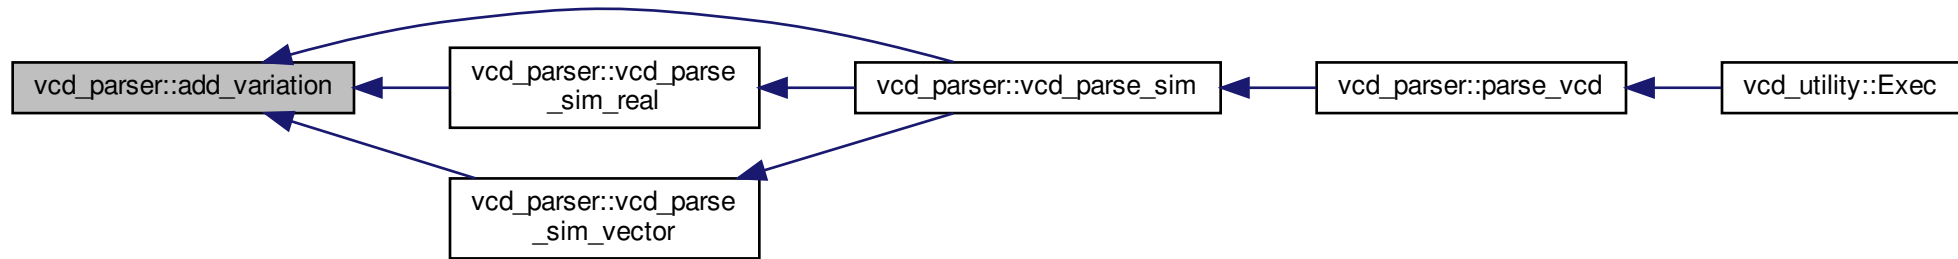 vcd_parser::add_variation
vcd_parser::vcd_parse
_sim_real
vcd_parser::vcd_parse_sim
vcd_parser::parse_vcd
vcd_utility::Exec
vcd_parser::vcd_parse
_sim_vector